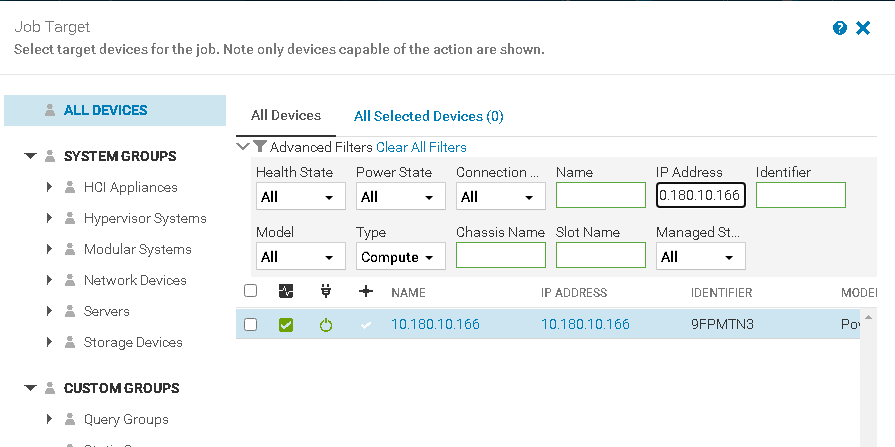 Job Target
Select target devices for the job. Note only devices capable of the action are shown.
ALL DEVICES
SYSTEM GROUPS
HCI Appliances
Hypervisor Systems
Modular Systems
Network Devices
Servers
Storage Devices
CUSTOM GROUPS
Query Groups
All Devices All Selected Devices (0)
Advanced Filters Clear All Filters
Health State Power State Connection ... Name IP Address Identifier
All All All 0.180.10.166
Model Type Chassis Name Slot Name Managed St...
All Compute All
NAME IP ADDRESS IDENTIFIER MODE
10.180.10.166 10.180.10.166 9FPMTN3 Po